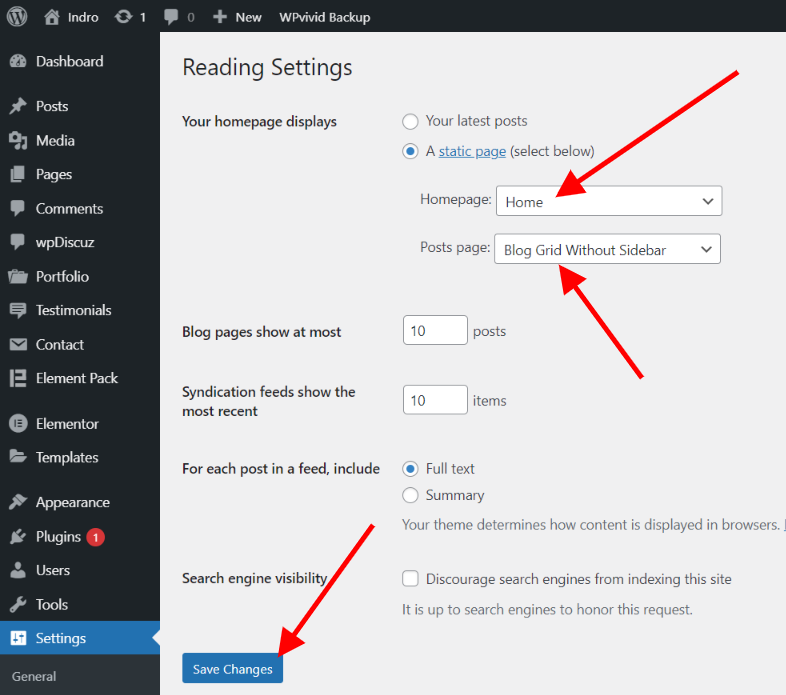 Indro 1 0 New WPvivid Backup
Dashboard
Posts
Media
Pages
Comments
wpDiscuz
Portfolio
Testimonials
Contact
Element Pack
Elementor
Templates
Appearance
Plugins 1
Users
Tools
Settings
General
Reading Settings
Your homepage displays
Your latest posts
A static page (select below)
Homepage: Home
Posts page: Blog Grid Without Sidebar
Blog pages show at most 10 posts
Syndication feeds show the
most recent
10 items
For each post in a feed, include
Full text
Summary
Your theme determines how content is displayed in browsers.
Search engine visibility
Discourage search engines from indexing this site
It is up to search engines to honor this request.
Save Changes